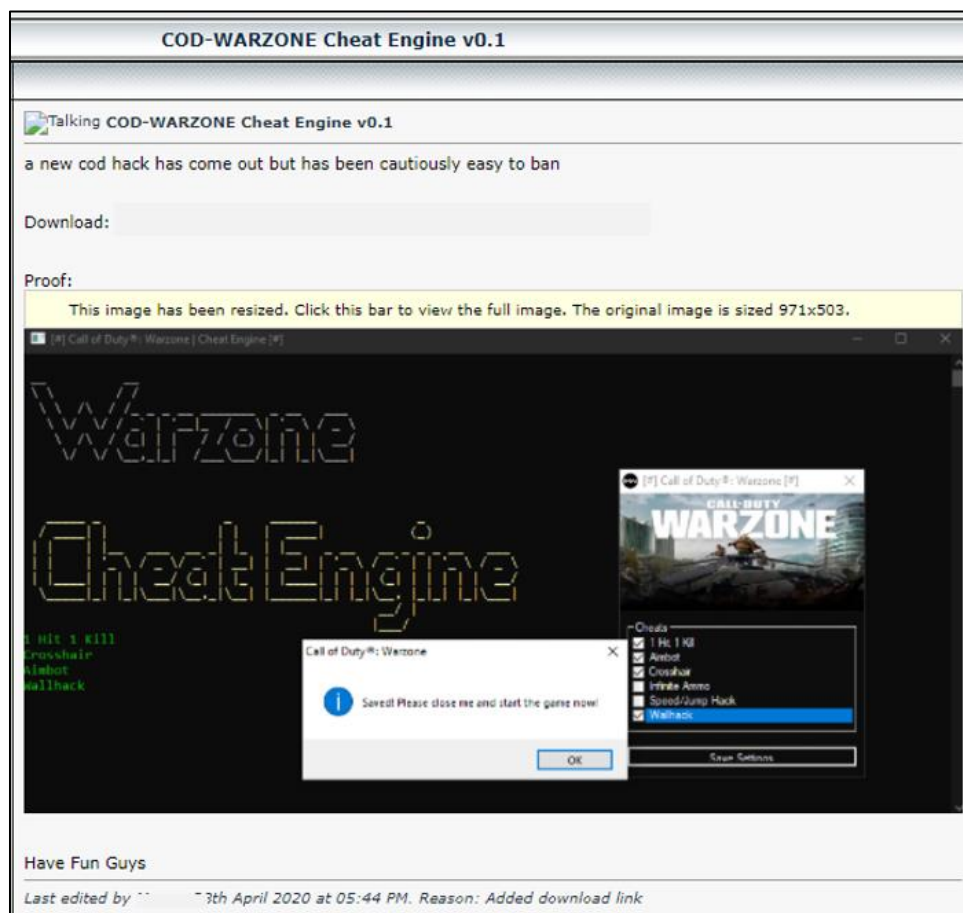 COD-WARZONE Cheat Engine v0.1
Talking COD-WARZONE Cheat Engine v0.1
a new cod hack has come out but has been cautiously easy to ban
Download:
Proof:
This image has been resized. Click this bar to view the full image. The original image is sized 971x503.
[#] Call of Duty®: Warzone | Cheat Engine [#]
Warzone
Cheat Engine
1 Hit 1 Kill
Crosshair
Aimbot
Wallhack
[#] Call of Duty®: Warzone [#]
CALL DUTY
WARZONE
Cheats
1 Hit, 1 Kill
Aimbot
Crosshair
Infinite Ammo
Speed/Jump Hack
Wallhack
Save Settings
Call of Duty®: Warzone
Saved! Please close me and start the game now!
OK
Have Fun Guys
Last edited by th April 2020 at 05:44 PM. Reason: Added download link